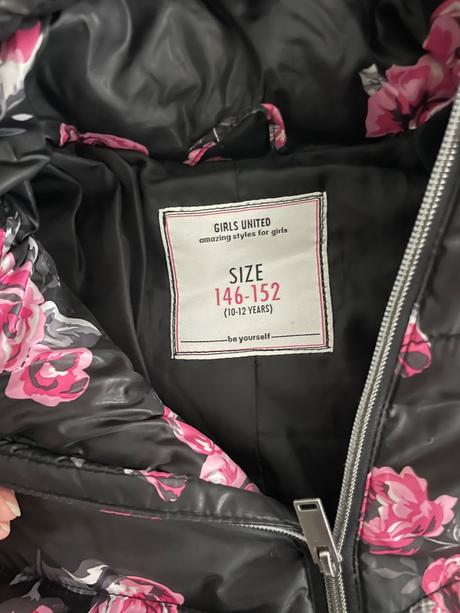 GIRLS UNITED
amazing styles for girls
SIZE
146-152
(10-12 YEARS)
be yourself